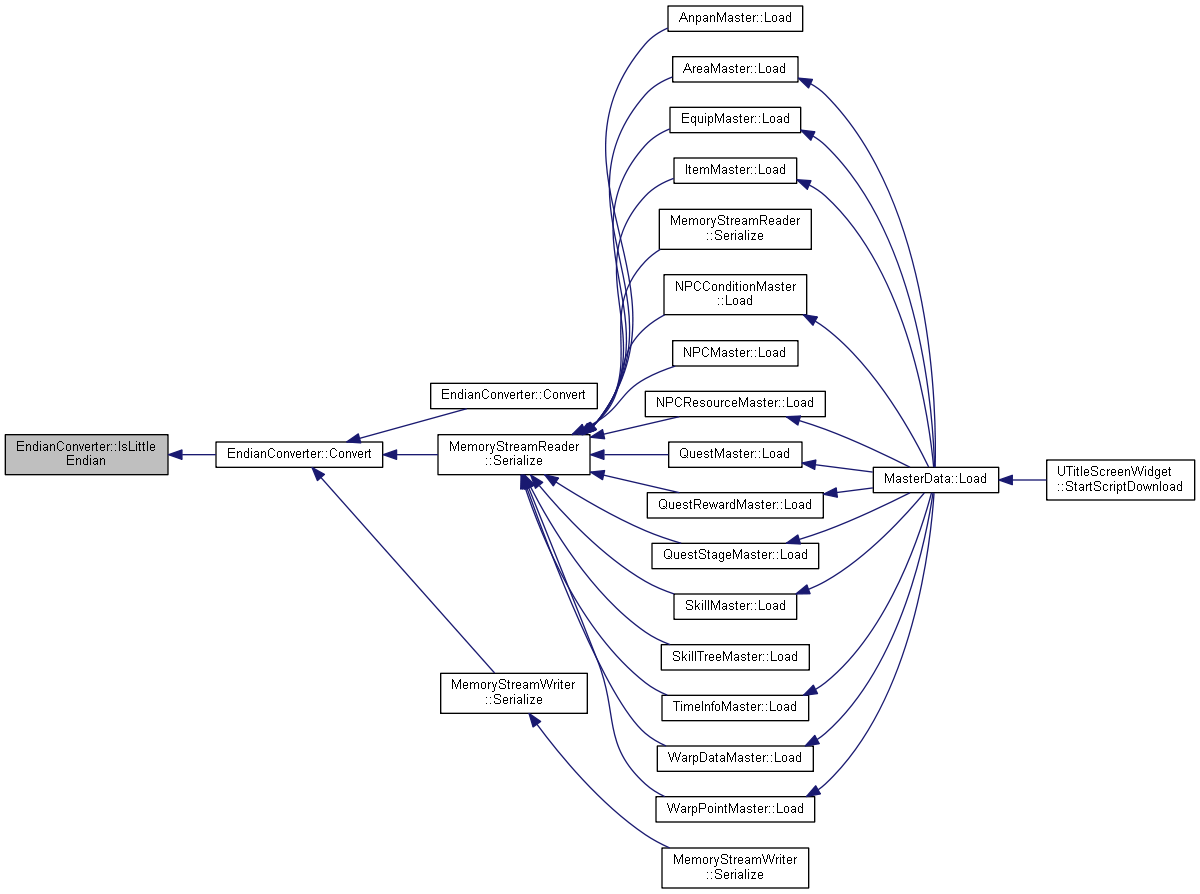 AnpanMaster::Load
AreaMaster::Load
EquipMaster::Load
ItemMaster::Load
MemoryStreamReader
::Serialize
NPCConditionMaster
::Load
NPCMaster::Load
EndianConverter::Convert
NPCResourceMaster::Load
EndianConverter::IsLittle
Endian
EndianConverter::Convert
MemoryStreamReader
::Serialize
QuestMaster::Load
MasterData::Load
UTitleScreenWidget
::StartScriptDownload
QuestRewardMaster::Load
QuestStageMaster::Load
SkillMaster::Load
SkillTreeMaster::Load
MemoryStreamWriter
::Serialize
TimeInfoMaster::Load
WarpDataMaster::Load
WarpPointMaster::Load
MemoryStreamWriter
::Serialize